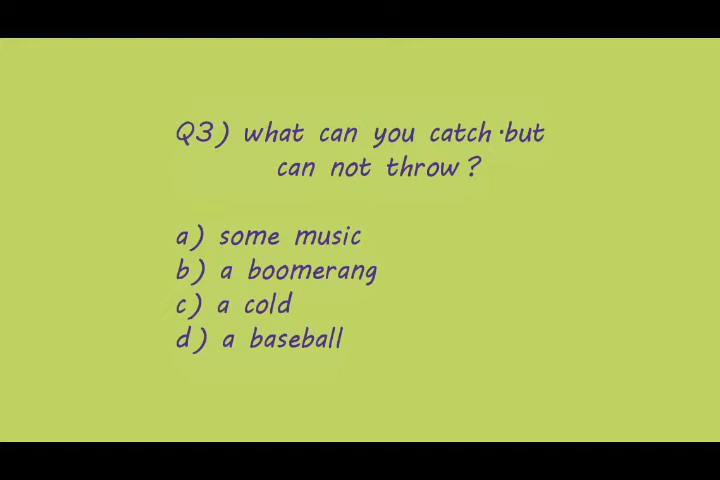 Q3) what can you catch·but
can not throw?
a) some music
b) a boomerang
c) a cold
d) a baseball